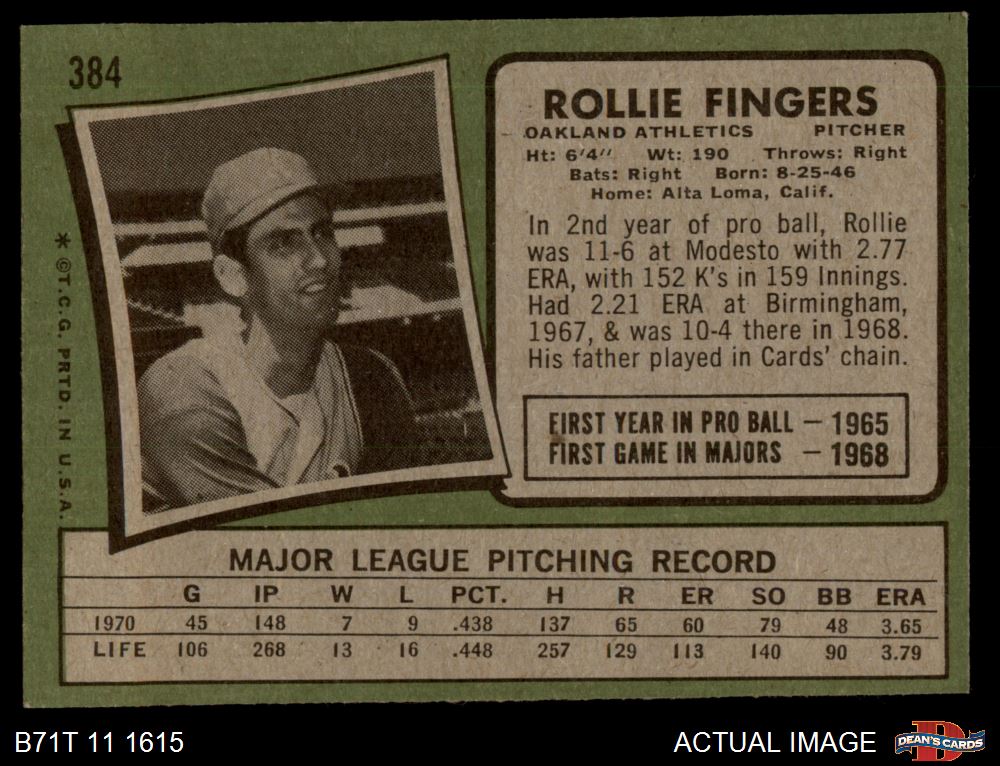 384
ROLLIE FINGERS
OAKLAND ATHLETICS PITCHER
Ht: 6'4" Wt: 190 Throws: Right
Bats: Right Born: 8-25-46
Home: Alta Loma, Calif.
In 2nd year of pro ball, Rollie
was 11-6 at Modesto with 2.77
ERA, with 152 K's in 159 Innings.
Had 2.21 ERA at Birmingham,
1967, & was 10-4 there in 1968.
His father played in Cards' chain.
FIRST YEAR IN PRO BALL — 1965
FIRST GAME IN MAJORS — 1968
* ©T.C.G. PRTD. IN U.S.A.
MAJOR LEAGUE PITCHING RECORD
G IP W L PCT. H R ER SO BB ERA
1970 45 148 7 9 .438 137 65 60 79 48 3.65
LIFE 106 268 13 16 .448 257 129 113 140 90 3.79
B71T 11 1615
ACTUAL IMAGE
D
DEAN'S CARDS